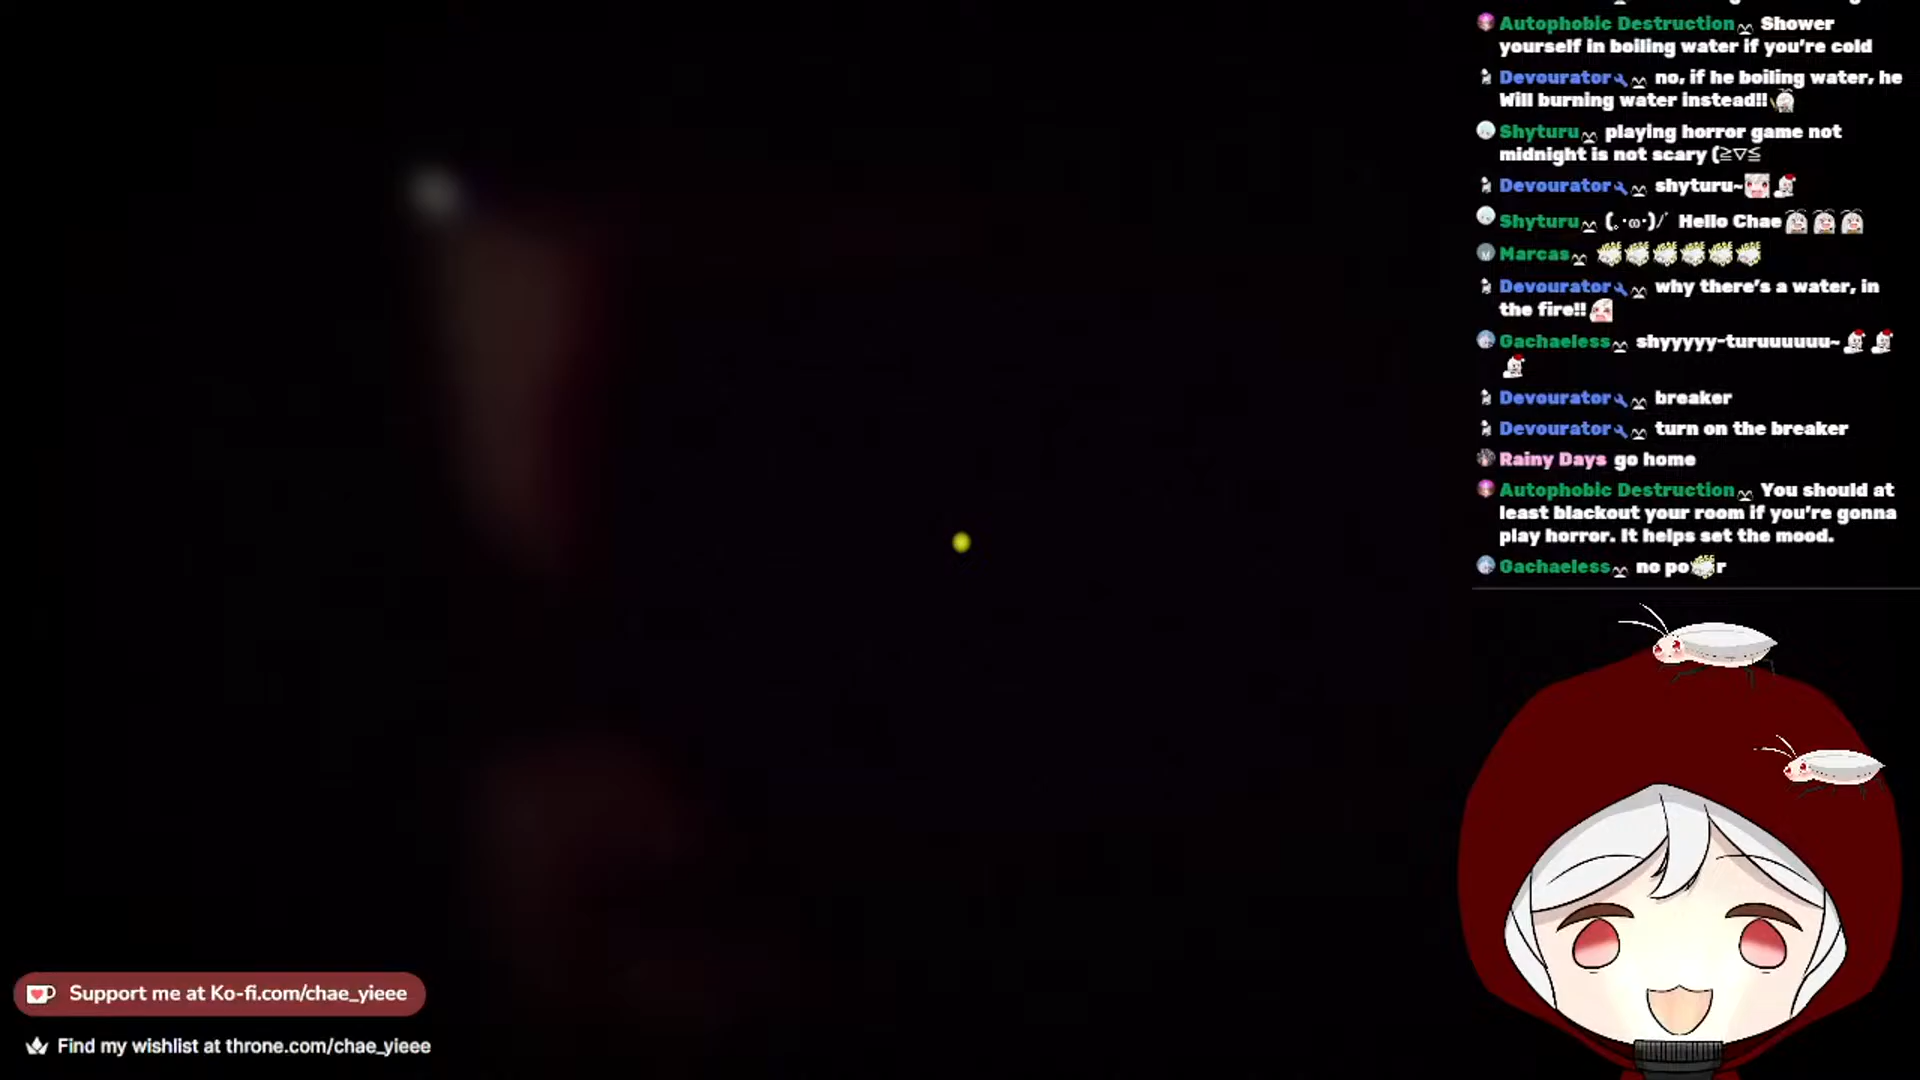 Autophobic Destruction Shower
yourself in boiling water if you're cold
Devourator no, if he boiling water, he
Will burning water instead!!
Shyturu playing horror game not
midnight is not scary (≧▽≦
Devourator shyturu~
Shyturu (｡･ω･)ﾉﾞ Hello Chae
Marcas
Devourator why there's a water, in
the fire!!
Gachaeless shyyyyy-turuuuuuu~
Devourator breaker
Devourator turn on the breaker
Rainy Days go home
Autophobic Destruction You should at
least blackout your room if you're gonna
play horror. It helps set the mood.
Gachaeless no po r
Support me at Ko-fi.com/chae_yieee
Find my wishlist at throne.com/chae_yieee